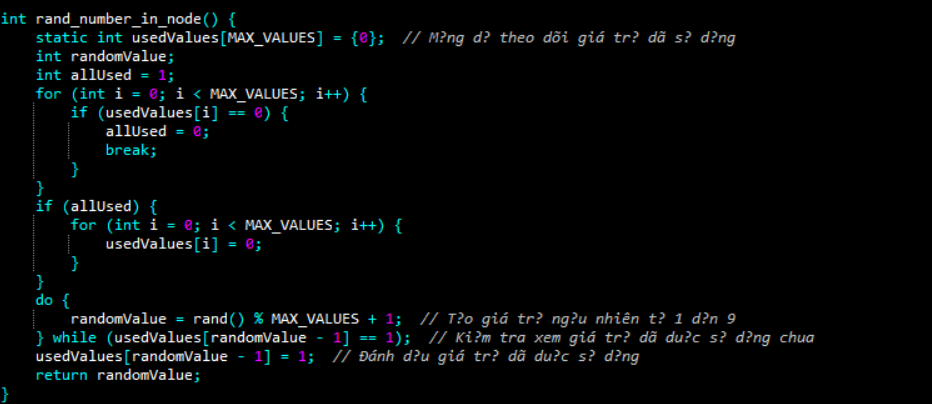 int rand_number_in_node() {
    static int usedValues[MAX_VALUES] = {0};  // M?ng d? theo dõi giá tr? dã s? d?ng
    int randomValue;
    int allUsed = 1;
    for (int i = 0; i < MAX_VALUES; i++) {
        if (usedValues[i] == 0) {
            allUsed = 0;
            break;
        }
    }
    if (allUsed) {
        for (int i = 0; i < MAX_VALUES; i++) {
            usedValues[i] = 0;
        }
    }
    do {
        randomValue = rand() % MAX_VALUES + 1;  // T?o giá tr? ng?u nhiên t? 1 d?n 9
    } while (usedValues[randomValue - 1] == 1);  // Ki?m tra xem giá tr? dã du?c s? d?ng chua
    usedValues[randomValue - 1] = 1;  // Ðánh d?u giá tr? dã du?c s? d?ng
    return randomValue;
}